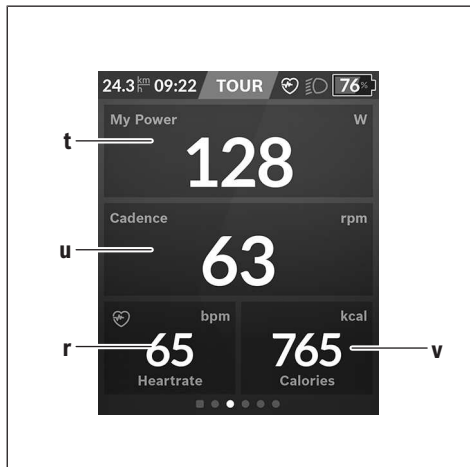 24.3 km/h 09:22 TOUR 76%
My Power W
t
128
Cadence rpm
u
63
bpm kcal
r 65 765 v
Heartrate Calories